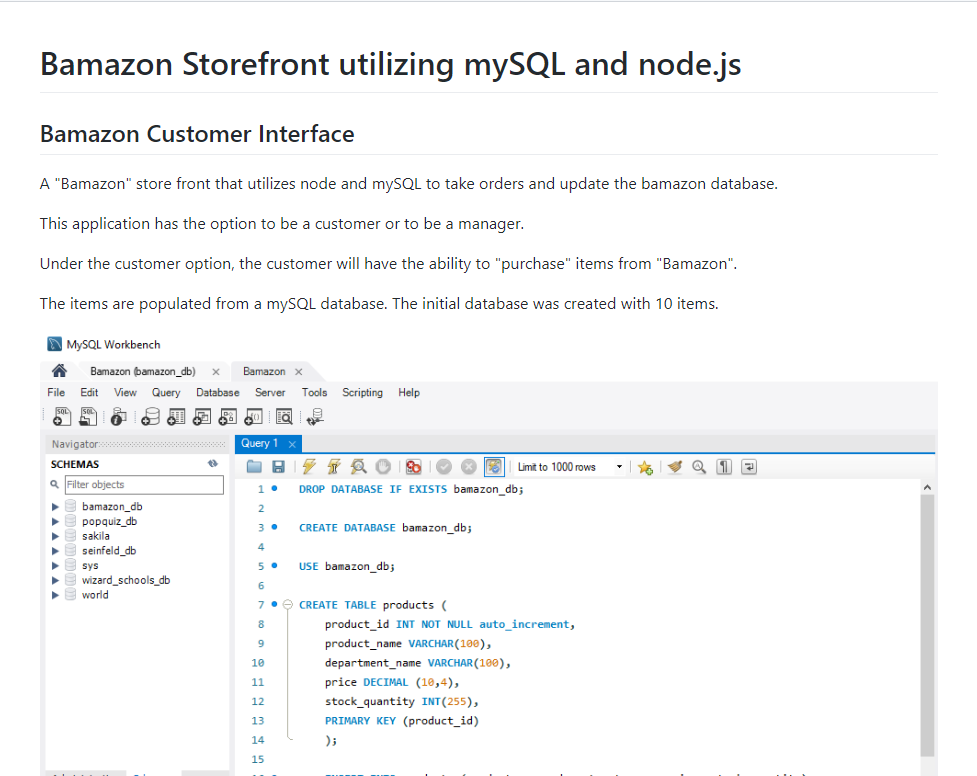 Bamazon Storefront utilizing mySQL and node.js
Bamazon Customer Interface
A "Bamazon" store front that utilizes node and mySQL to take orders and update the bamazon database.
This application has the option to be a customer or to be a manager.
Under the customer option, the customer will have the ability to "purchase" items from "Bamazon".
The items are populated from a mySQL database. The initial database was created with 10 items.
MySQL Workbench
Bamazon (bamazon_db) Bamazon
File Edit View Query Database Server Tools Scripting Help
SQL SQL
Navigator
SCHEMAS
Filter objects
bamazon_db
popquiz_db
sakila
seinfeld_db
sys
wizard_schools_db
world
Query 1
Limit to 1000 rows
1 DROP DATABASE IF EXISTS bamazon_db;
2
3 CREATE DATABASE bamazon_db;
4
5 USE bamazon_db;
6
7 CREATE TABLE products (
8 product_id INT NOT NULL auto_increment,
9 product_name VARCHAR(100),
10 department_name VARCHAR(100),
11 price DECIMAL (10,4),
12 stock_quantity INT(255),
13 PRIMARY KEY (product_id)
14 );
15